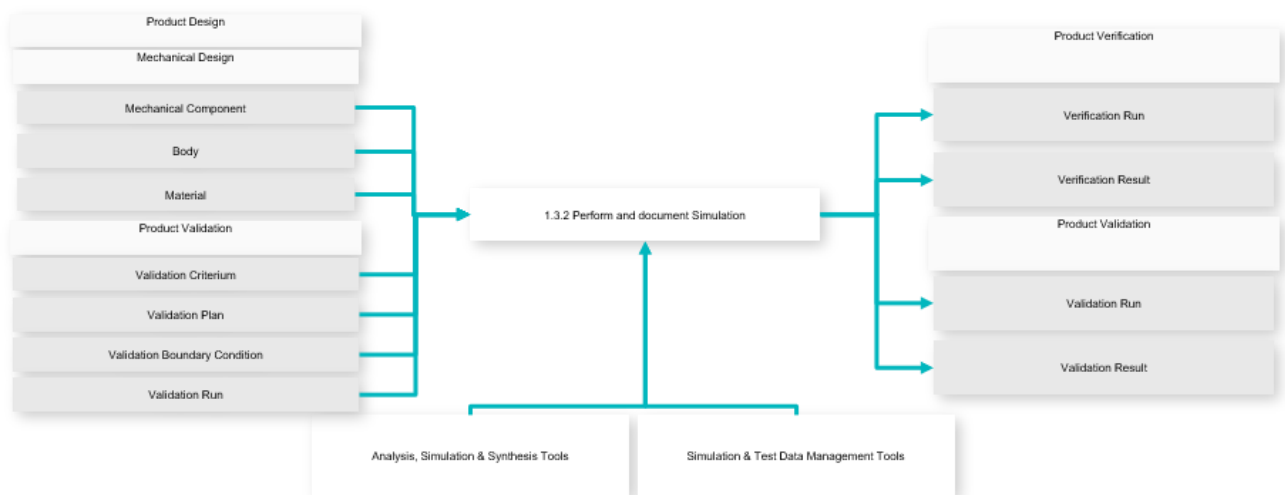 Product Design
Mechanical Design
Mechanical Component
Body
Material
Product Validation
Validation Criterium
Validation Plan
Validation Boundary Condition
Validation Run
1.3.2 Perform and document Simulation
Analysis, Simulation & Synthesis Tools
Simulation & Test Data Management Tools
Product Verification
Verification Run
Verification Result
Product Validation
Validation Run
Validation Result